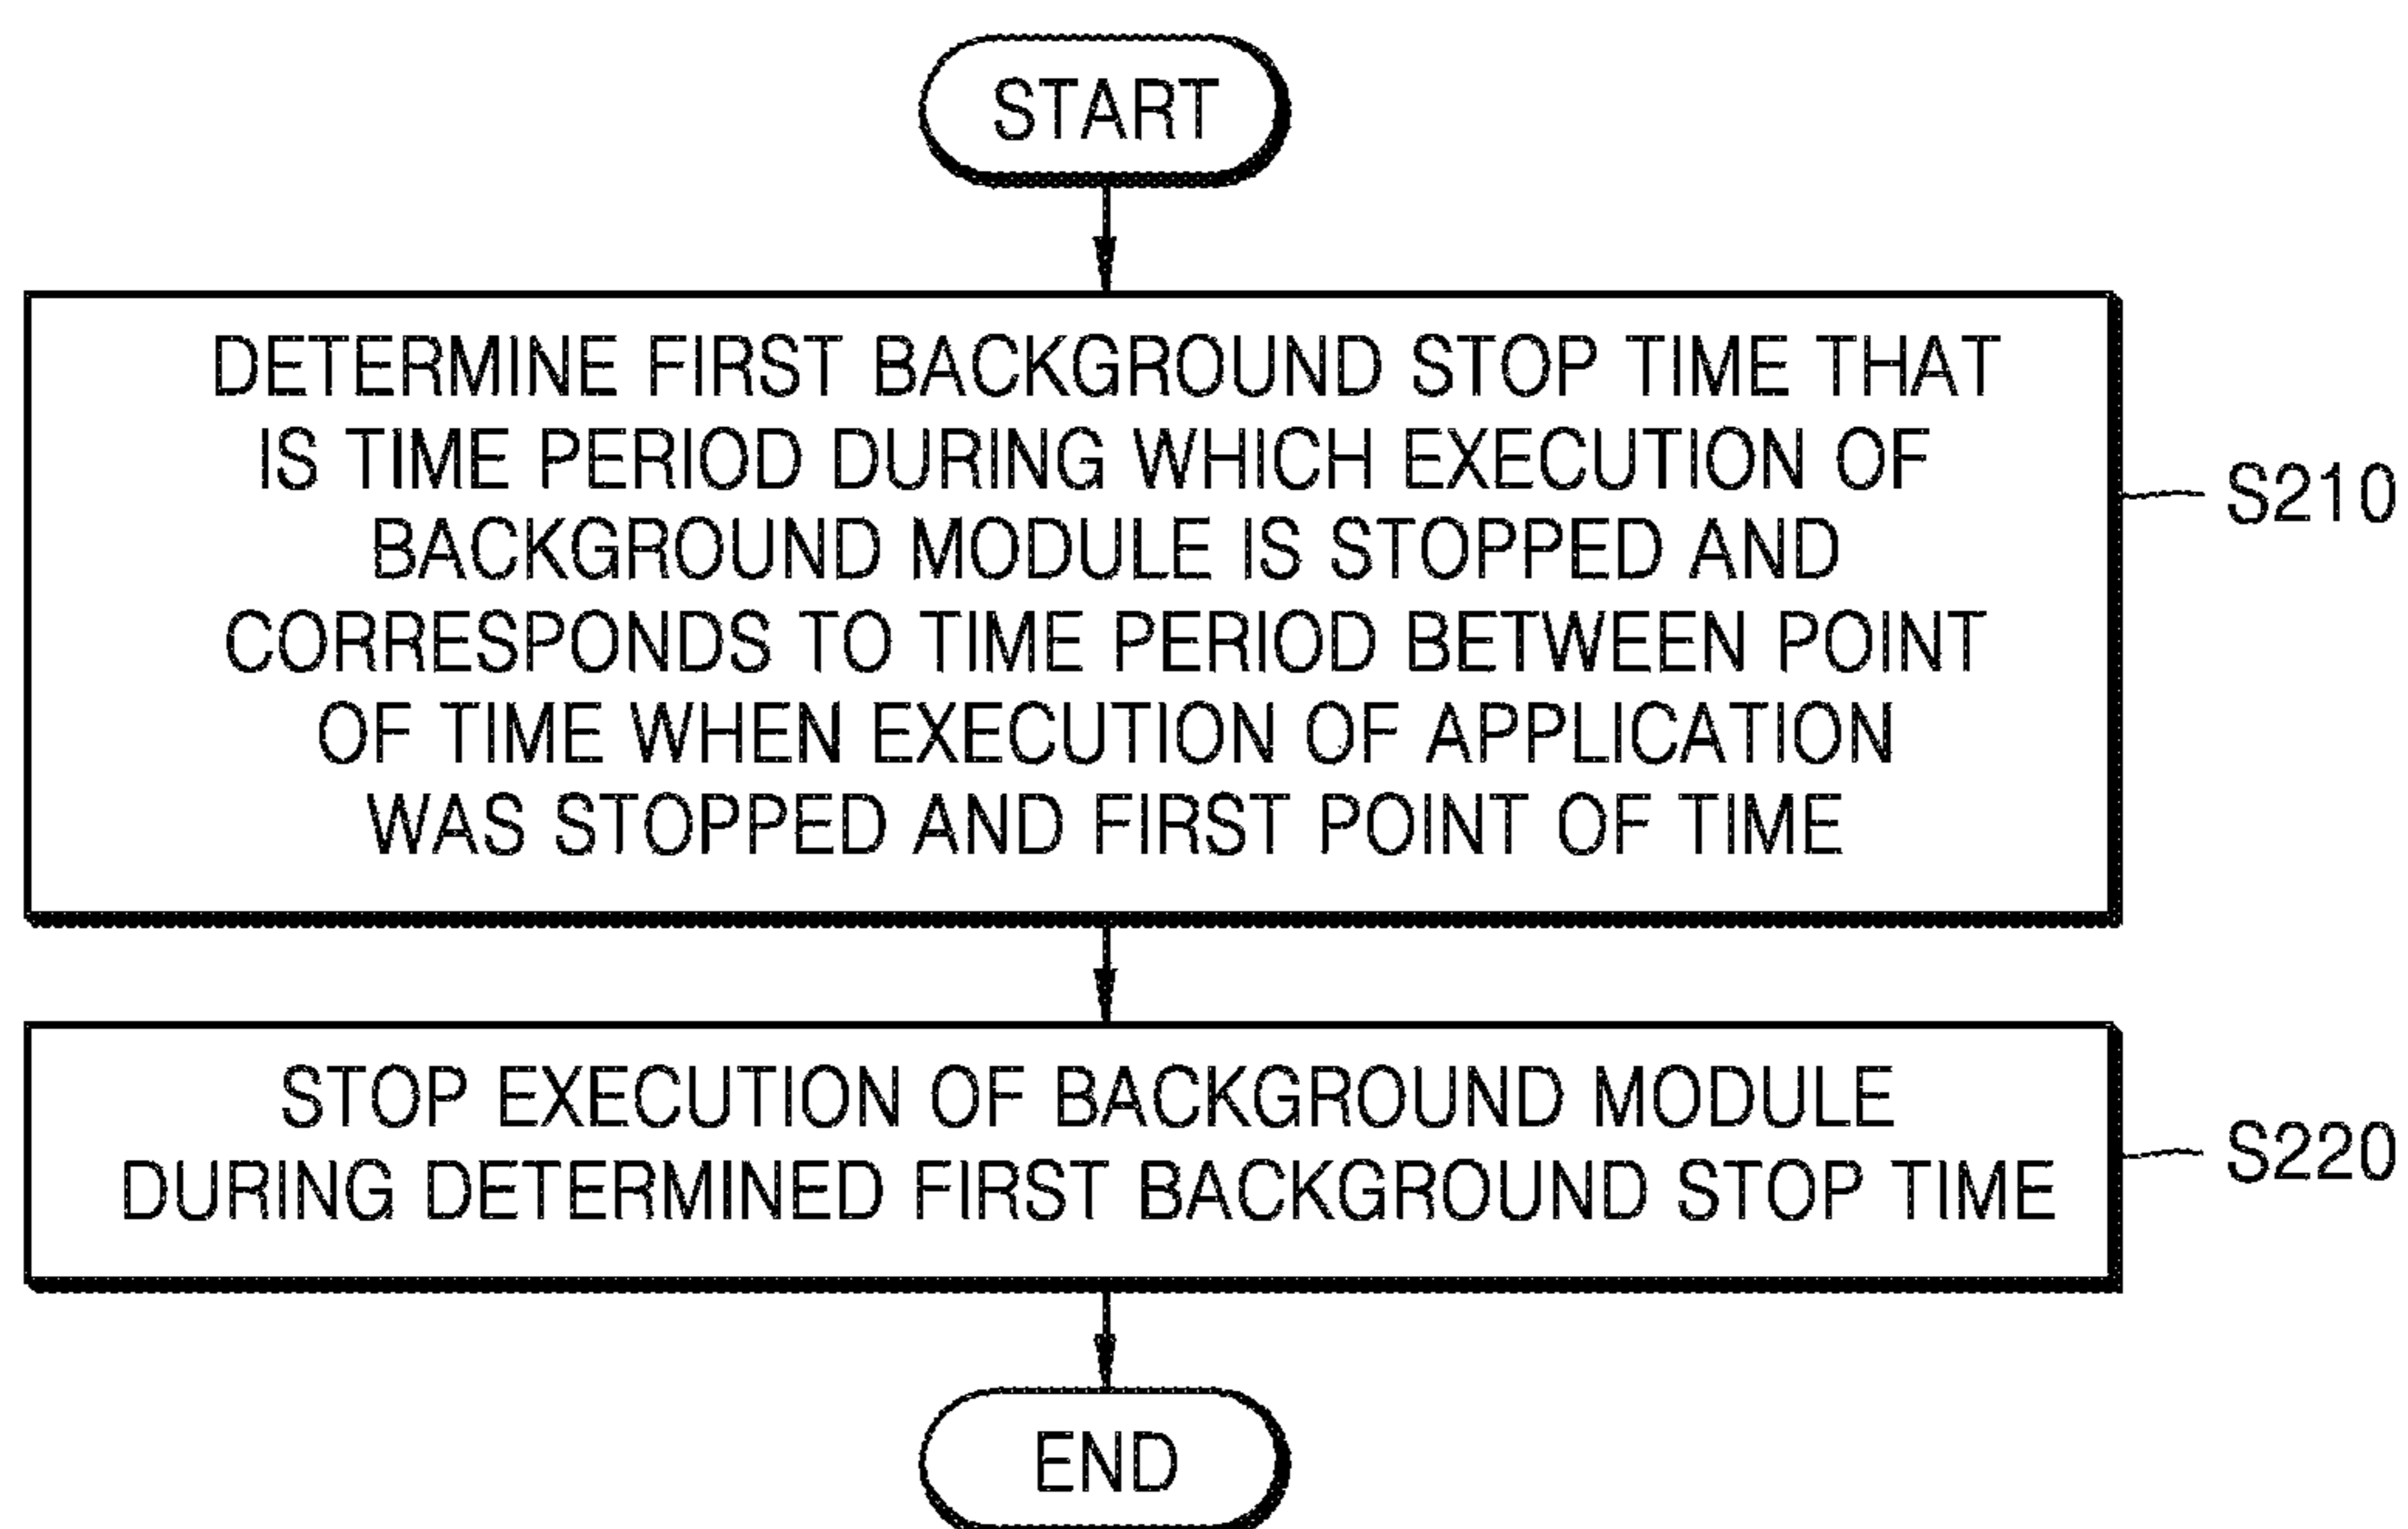 START
DETERMINE FIRST BACKGROUND STOP TIME THAT
IS TIME PERIOD DURING WHICH EXECUTION OF
BACKGROUND MODULE IS STOPPED AND
CORRESPONDS TO TIME PERIOD BETWEEN POINT
OF TIME WHEN EXECUTION OF APPLICATION
WAS STOPPED AND FIRST POINT OF TIME
S210
STOP EXECUTION OF BACKGROUND MODULE
DURING DETERMINED FIRST BACKGROUND STOP TIME
S220
END